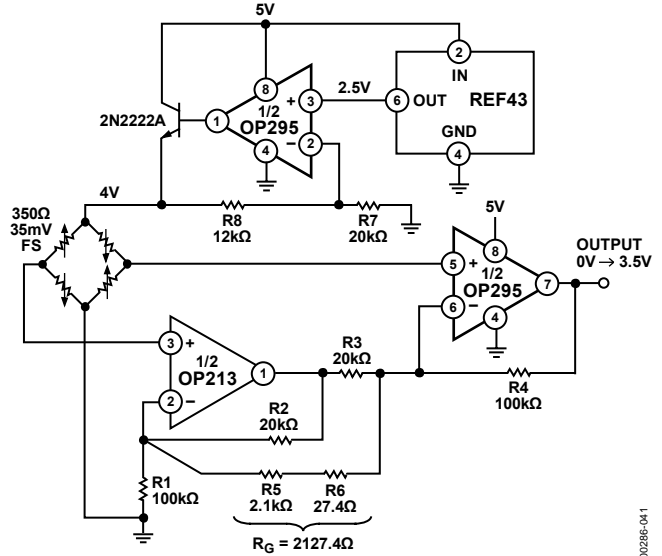 5V
2
IN
8
1/2
OP295
+
3
2.5V
6
OUT
REF43
2N2222A
1
GND
4
−
2
4
4V
R8
12kΩ
R7
20kΩ
350Ω
35mV
FS
5V
8
OUTPUT
0V → 3.5V
5
+
1/2
OP295
7
6
−
4
3
+
1/2
OP213
1
2
−
R3
20kΩ
R4
100kΩ
R2
20kΩ
R1
100kΩ
R5
2.1kΩ
R6
27.4Ω
RG = 2127.4Ω
00286-041